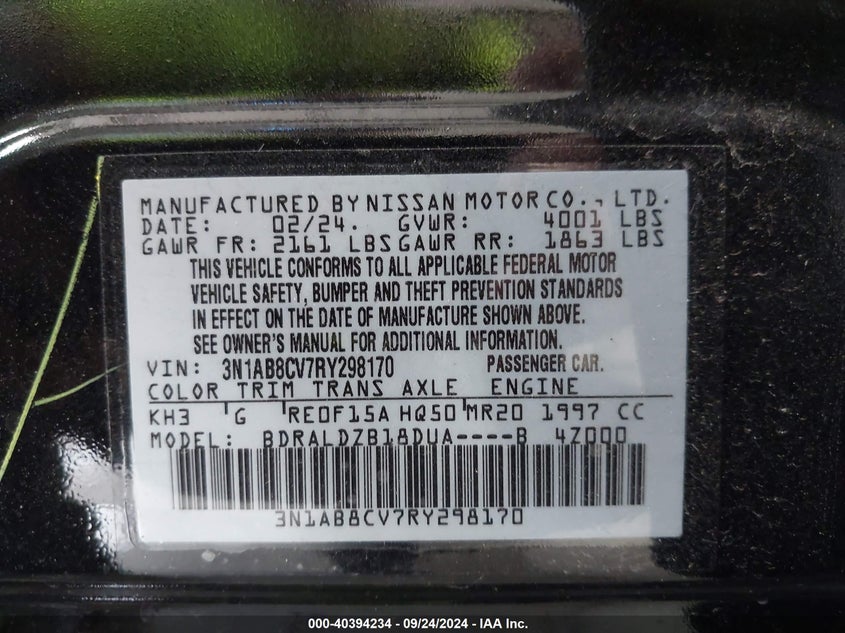 MANUFACTURED BY NISSAN MOTOR CO., LTD.
DATE: 02/24. GVWR: 4001 LBS
GAWR FR: 2161 LBS GAWR RR: 1863 LBS
THIS VEHICLE CONFORMS TO ALL APPLICABLE FEDERAL MOTOR
VEHICLE SAFETY, BUMPER AND THEFT PREVENTION STANDARDS
IN EFFECT ON THE DATE OF MANUFACTURE SHOWN ABOVE.
SEE OWNER'S MANUAL FOR ADDITIONAL INFORMATION.
VIN: 3N1AB8CV7RY298170 PASSENGER CAR.
COLOR TRIM TRANS AXLE ENGINE
KH3 G RE0F15A HQ50 MR20 1997 CC
MODEL: BDRALDZB18DUA----B 4Z000
3N1AB8CV7RY298170
000-40394234 - 09/24/2024 - IAA Inc.